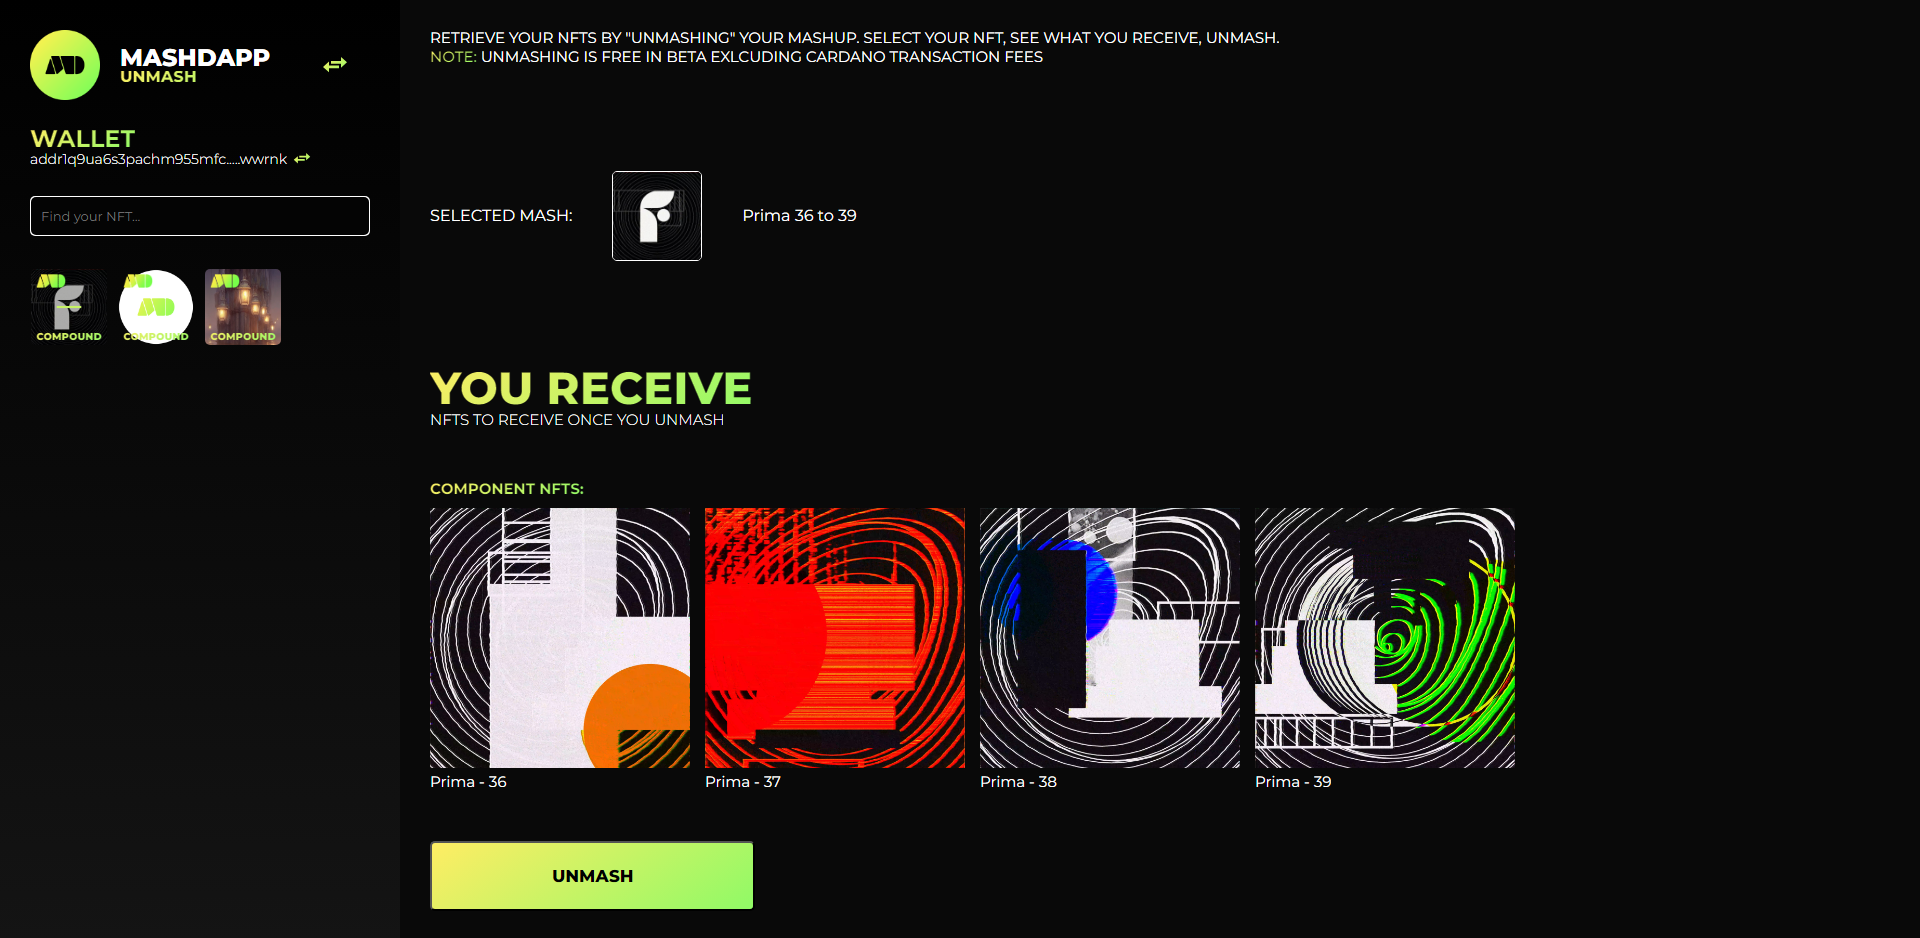 MASHDAPP
UNMASH
WALLET
addr1q9ua6s3pachm955mfc.....wwrnk
Find your NFT...
COMPOUND
COMPOUND
COMPOUND
RETRIEVE YOUR NFTS BY "UNMASHING" YOUR MASHUP. SELECT YOUR NFT, SEE WHAT YOU RECEIVE, UNMASH.
NOTE: UNMASHING IS FREE IN BETA EXLCUDING CARDANO TRANSACTION FEES
SELECTED MASH:
Prima 36 to 39
YOU RECEIVE
NFTS TO RECEIVE ONCE YOU UNMASH
COMPONENT NFTS:
Prima - 36
Prima - 37
Prima - 38
Prima - 39
UNMASH